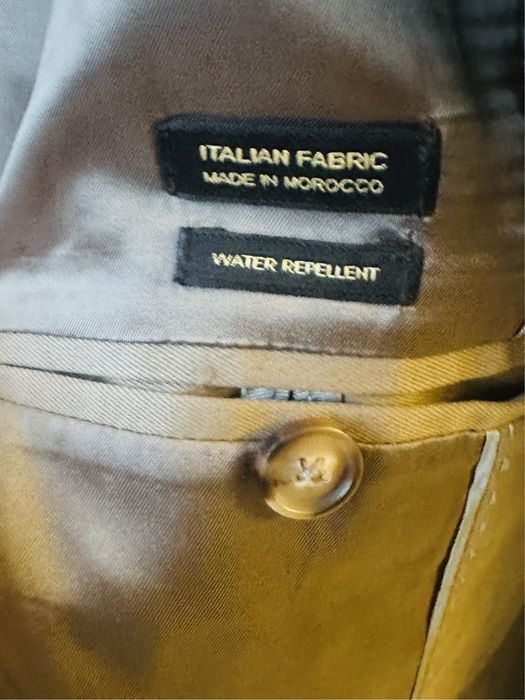 ITALIAN FABRIC
MADE IN MOROCCO
WATER REPELLENT